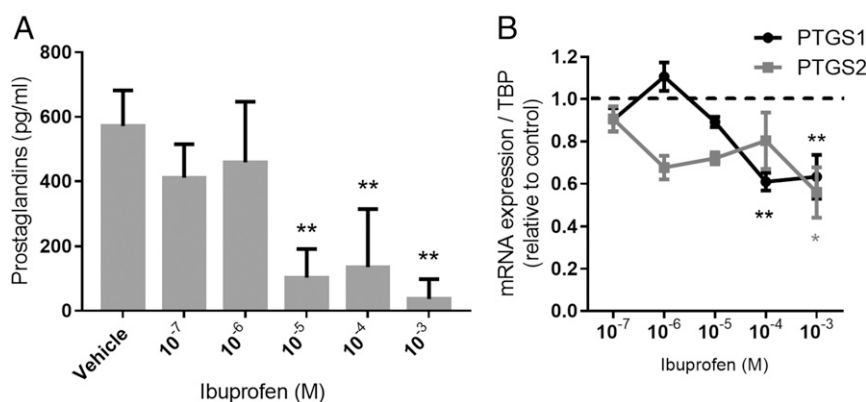 A
Prostaglandins (pg/ml)
800
600
400
200
0
**
**
**
Vehicle
10⁻⁷
10⁻⁶
10⁻⁵
10⁻⁴
10⁻³
Ibuprofen (M)
B
PTGS1
PTGS2
mRNA expression / TBP
(relative to control)
1.2
1.0
0.8
0.6
0.4
0.2
0.0
**
**
*
10⁻⁷
10⁻⁶
10⁻⁵
10⁻⁴
10⁻³
Ibuprofen (M)